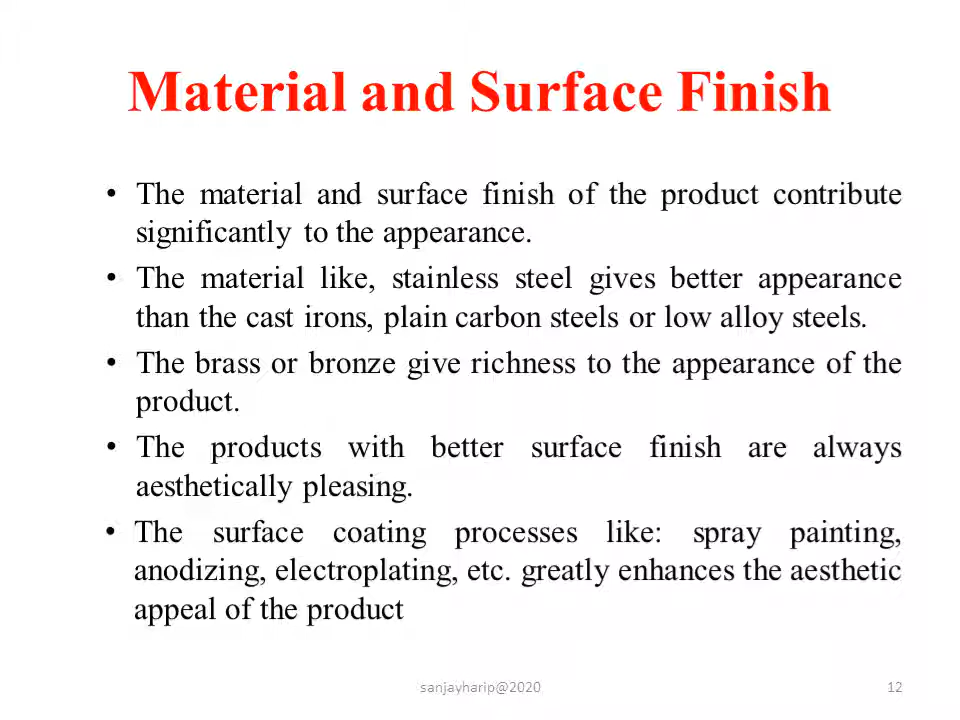 Material and Surface Finish
• The material and surface finish of the product contribute
significantly to the appearance.
• The material like, stainless steel gives better appearance
than the cast irons, plain carbon steels or low alloy steels.
• The brass or bronze give richness to the appearance of the
product.
• The products with better surface finish are always
aesthetically pleasing.
• The surface coating processes like: spray painting,
anodizing, electroplating, etc. greatly enhances the aesthetic
appeal of the product
sanjayharip@2020
12